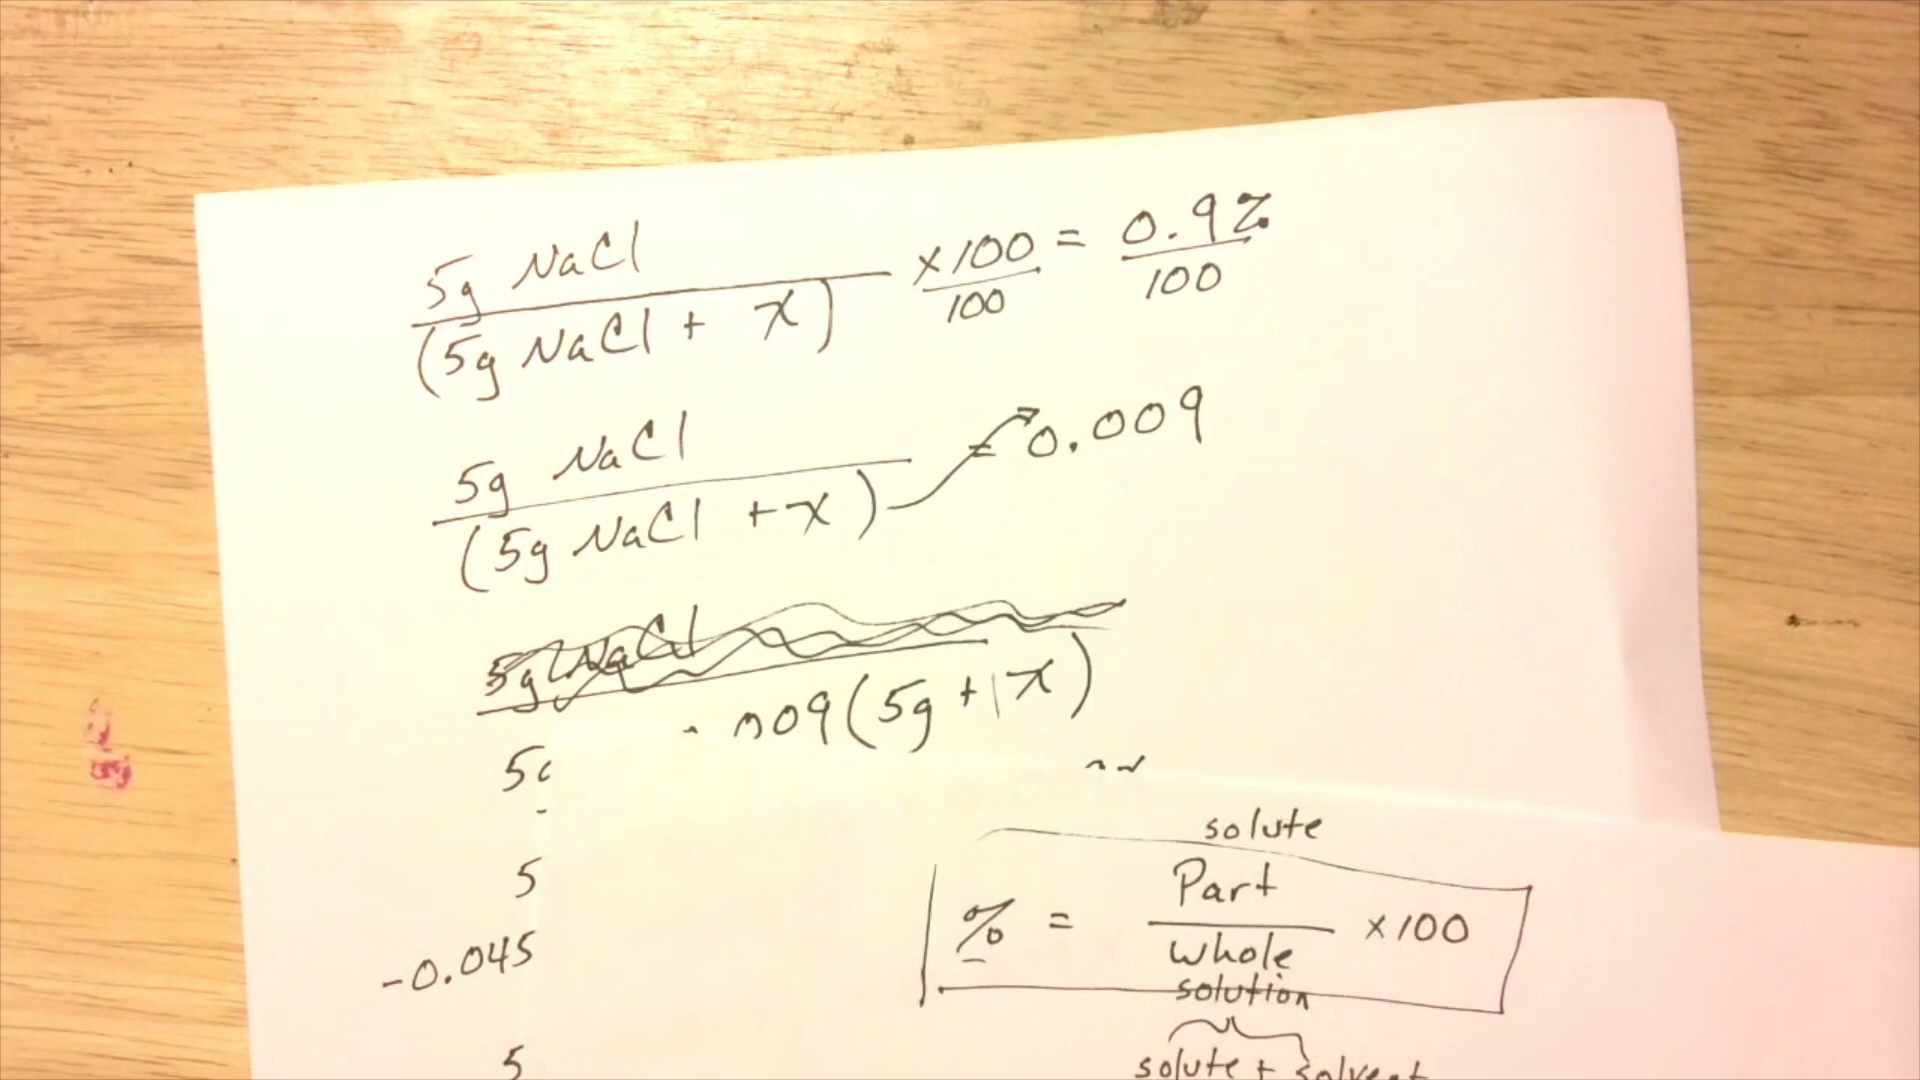 5g NaCl
(5g NaCl + x)
×100
100
=
0.9%
100
5g NaCl
(5g NaCl + x)
= 0.009
5g NaCl
009(5g + x)
5
-0.045
5
solute
% = Part × 100
whole
solution
solute + solvent